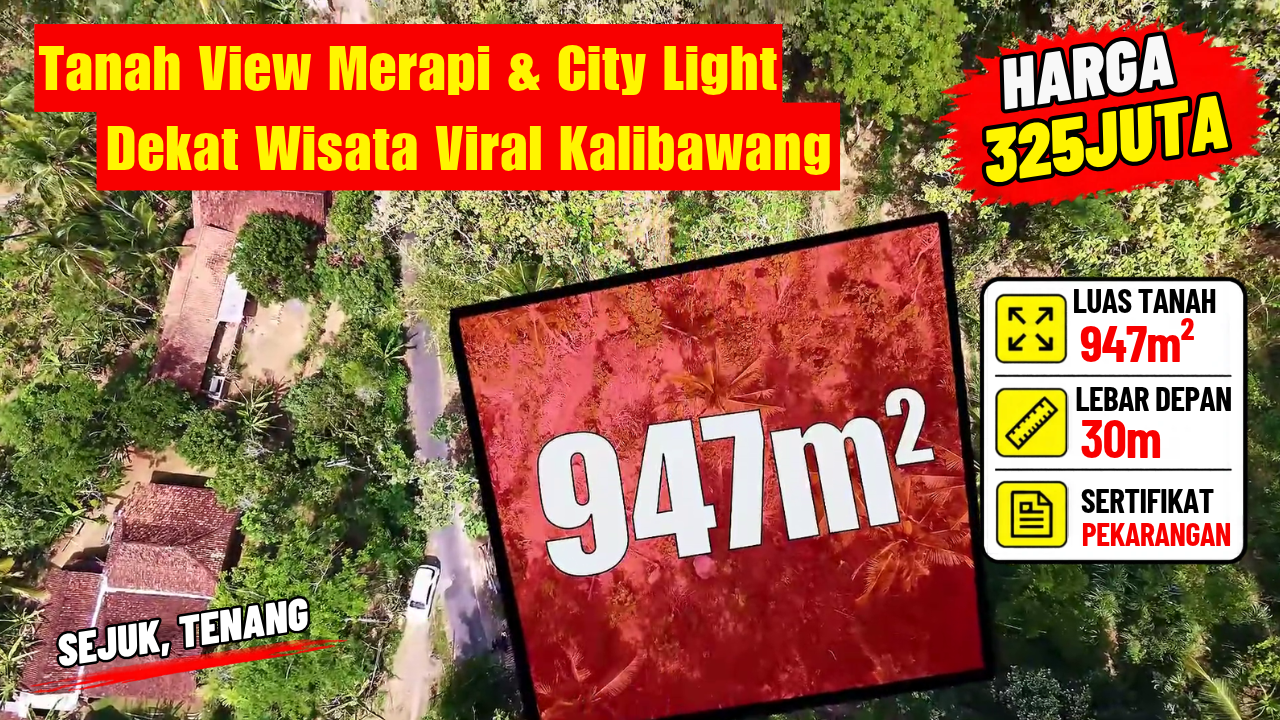 Tanah View Merapi & City Light
Dekat Wisata Viral Kalibawang
HARGA
325JUTA
947m²
LUAS TANAH
947m²
LEBAR DEPAN
30m
SERTIFIKAT
PEKARANGAN
SEJUK, TENANG